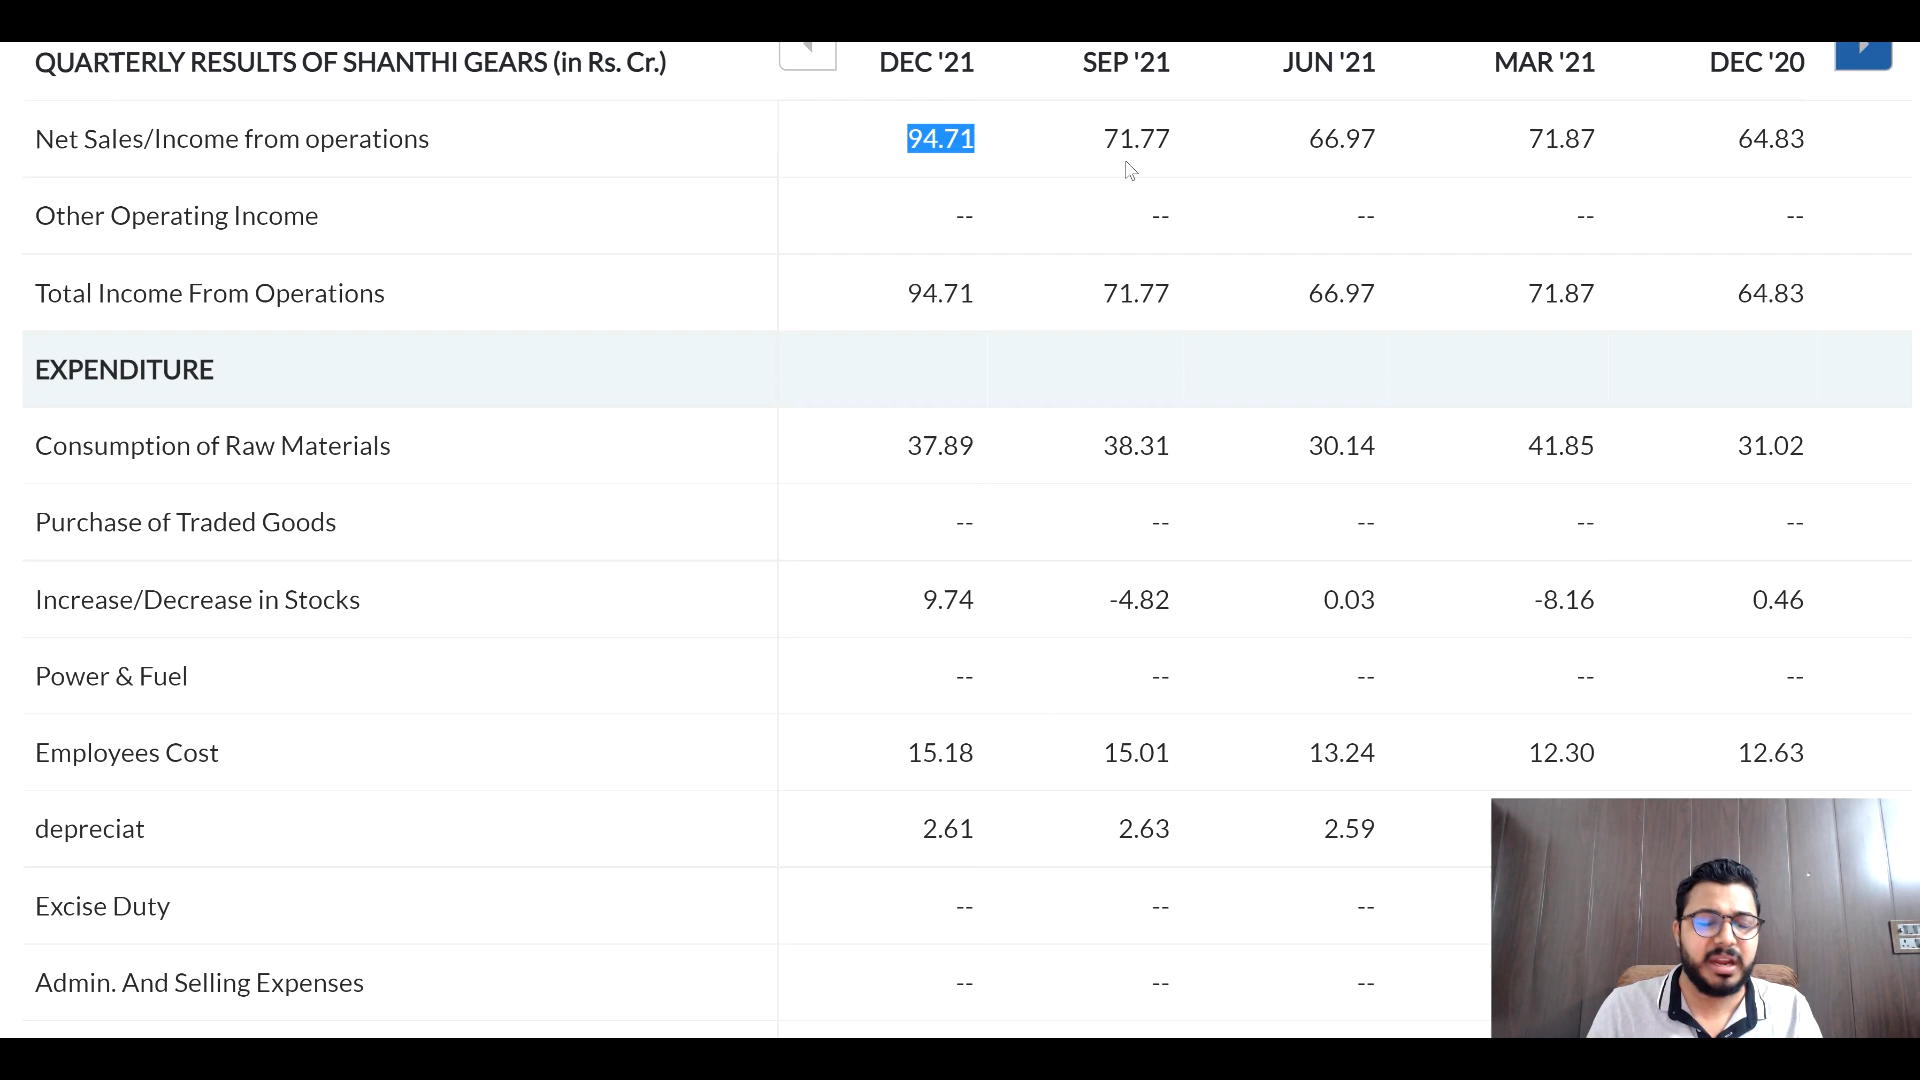 QUARTERLY RESULTS OF SHANTHI GEARS (in Rs. Cr.) DEC '21 SEP '21 JUN '21 MAR '21 DEC '20
Net Sales/Income from operations 94.71 71.77 66.97 71.87 64.83
Other Operating Income -- -- -- -- --
Total Income From Operations 94.71 71.77 66.97 71.87 64.83
EXPENDITURE
Consumption of Raw Materials 37.89 38.31 30.14 41.85 31.02
Purchase of Traded Goods -- -- -- -- --
Increase/Decrease in Stocks 9.74 -4.82 0.03 -8.16 0.46
Power & Fuel -- -- -- -- --
Employees Cost 15.18 15.01 13.24 12.30 12.63
depreciat 2.61 2.63 2.59
Excise Duty -- -- --
Admin. And Selling Expenses -- -- --